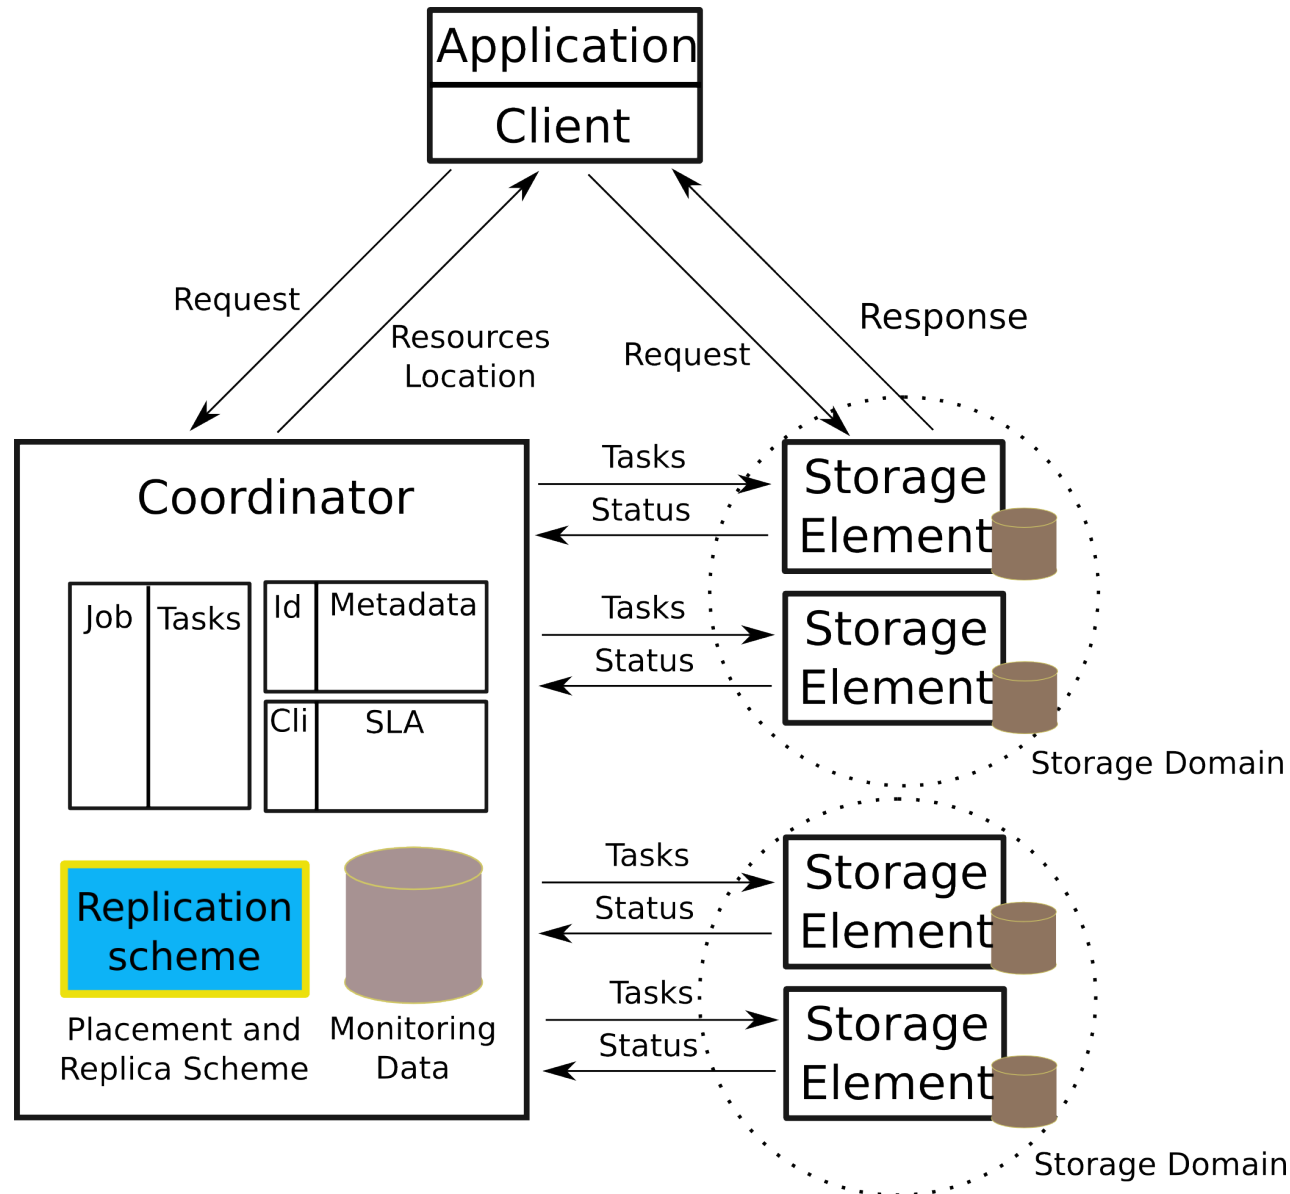 Application
Client
Request
Resources
Location
Request
Response
Coordinator
Job
Tasks
Id
Metadata
Cli
SLA
Replication
scheme
Placement and
Replica Scheme
Monitoring
Data
Tasks
Status
Storage
Element
Tasks
Status
Storage
Element
Storage Domain
Tasks
Status
Storage
Element
Tasks
Status
Storage
Element
Storage Domain